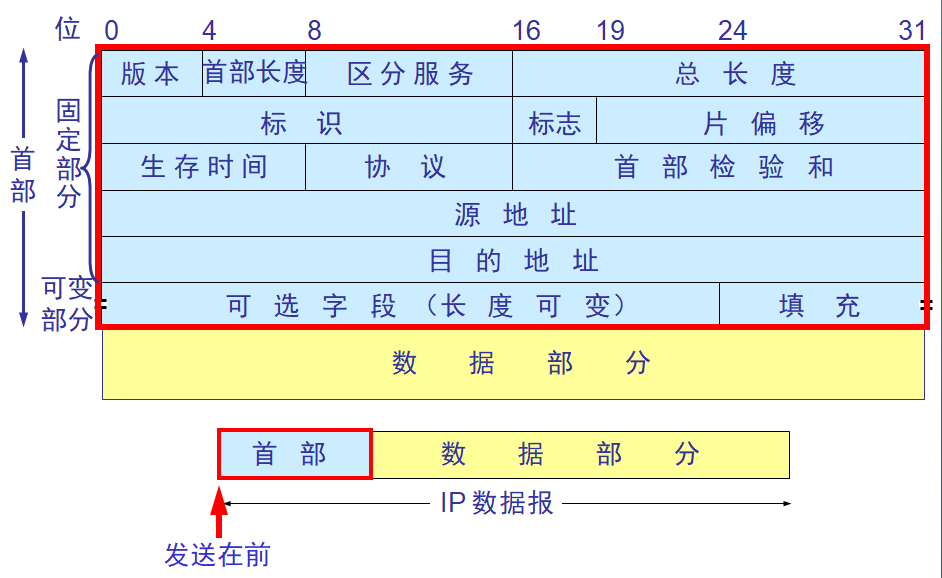 位 0 4 8 16 19 24 31
版本 首部长度 区分服务 总长度
标识 标志 片偏移
生存时间 协议 首部检验和
源地址
目的地址
可选字段（长度可变） 填充
数据部分
首部
固定部分
可变
部分
首部 数据部分
IP数据报
发送在前